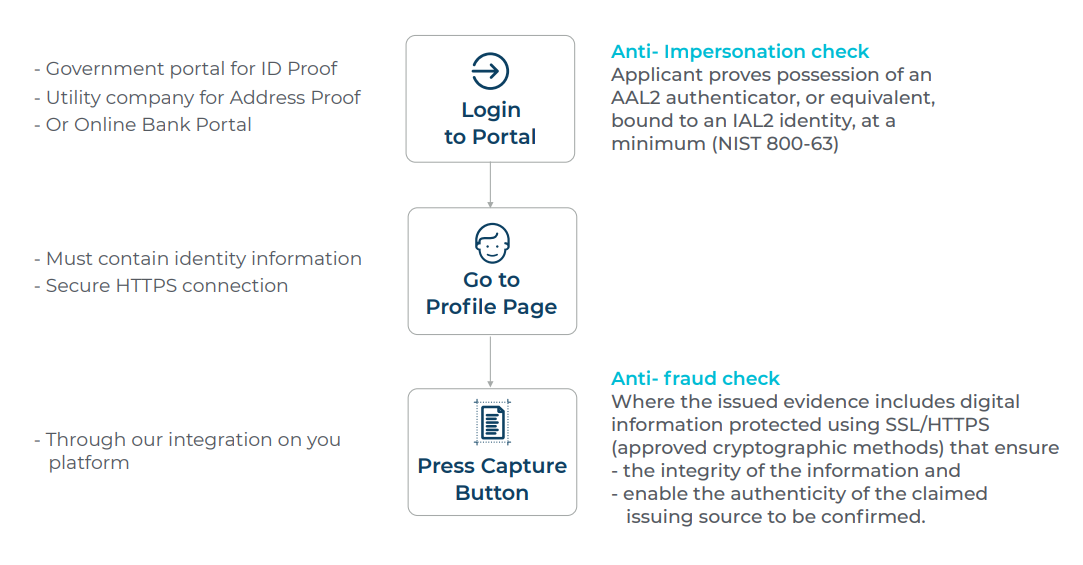 - Government portal for ID Proof
- Utility company for Address Proof
- Or Online Bank Portal
Login
to Portal
Anti- Impersonation check
Applicant proves possession of an
AAL2 authenticator, or equivalent,
bound to an IAL2 identity, at a
minimum (NIST 800-63)
- Must contain identity information
- Secure HTTPS connection
Go to
Profile Page
- Through our integration on you
platform
Press Capture
Button
Anti- fraud check
Where the issued evidence includes digital
information protected using SSL/HTTPS
(approved cryptographic methods) that ensure
- the integrity of the information and
- enable the authenticity of the claimed
issuing source to be confirmed.